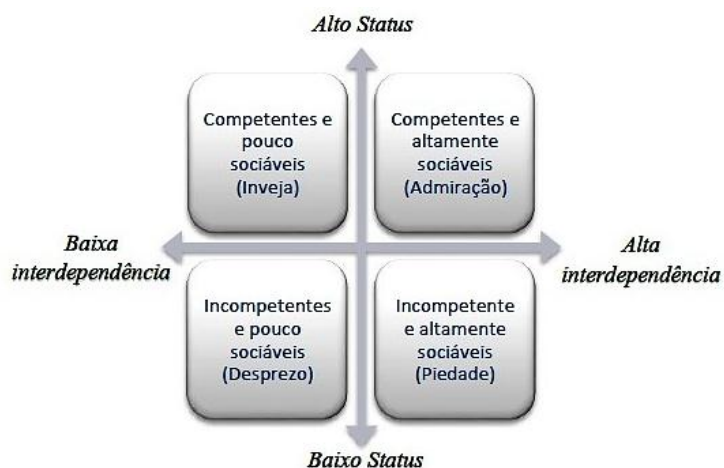 Alto Status
Competentes e
pouco
sociáveis
(Inveja)
Competentes e
altamente
sociáveis
(Admiração)
Baixa
interdependência
Alta
interdependência
Incompetentes
e pouco
sociáveis
(Desprezo)
Incompetente
e altamente
sociáveis
(Piedade)
Baixo Status